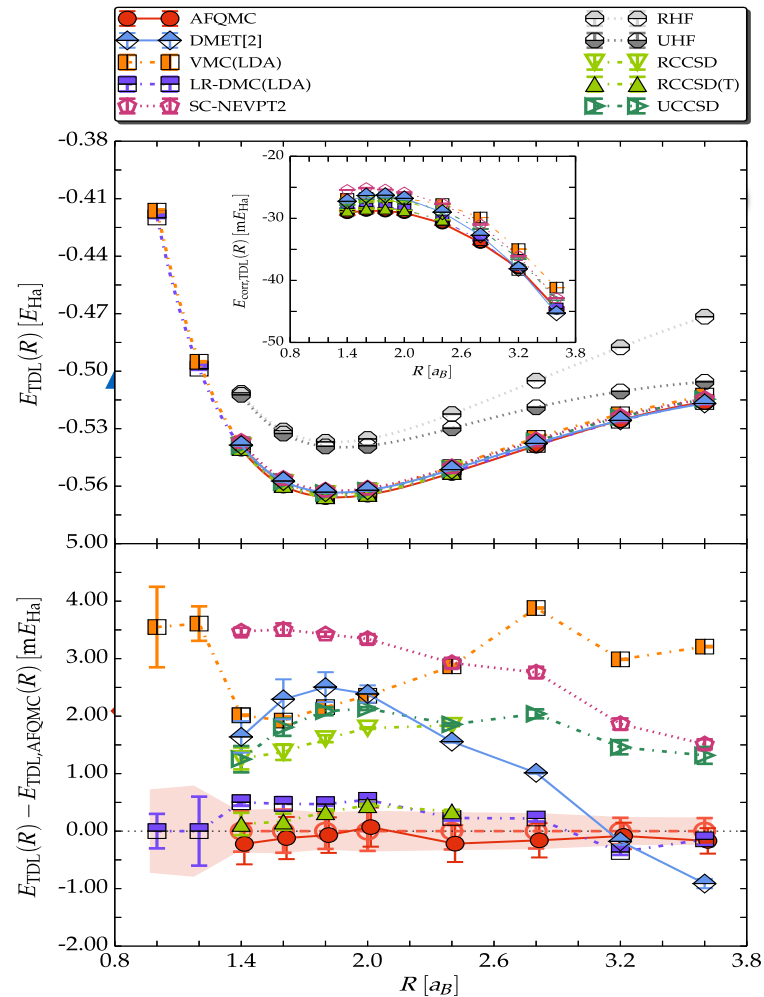 AFQMC
DMET[2]
VMC(LDA)
LR-DMC(LDA)
SC-NEVPT2
RHF
UHF
RCCSD
RCCSD(T)
UCCSD
E_TDL(R) [E_Ha]
-0.38
-0.41
-0.44
-0.47
-0.50
-0.53
-0.56
5.00
E_corr,TDL(R) [mE_Ha]
-20
-30
-40
-50
0.8 1.4 2.0 2.6 3.2 3.8
R [a_B]
E_TDL(R) − E_TDL,AFQMC(R) [mE_Ha]
4.00
3.00
2.00
1.00
0.00
-1.00
-2.00
0.8 1.4 2.0 2.6 3.2 3.8
R [a_B]